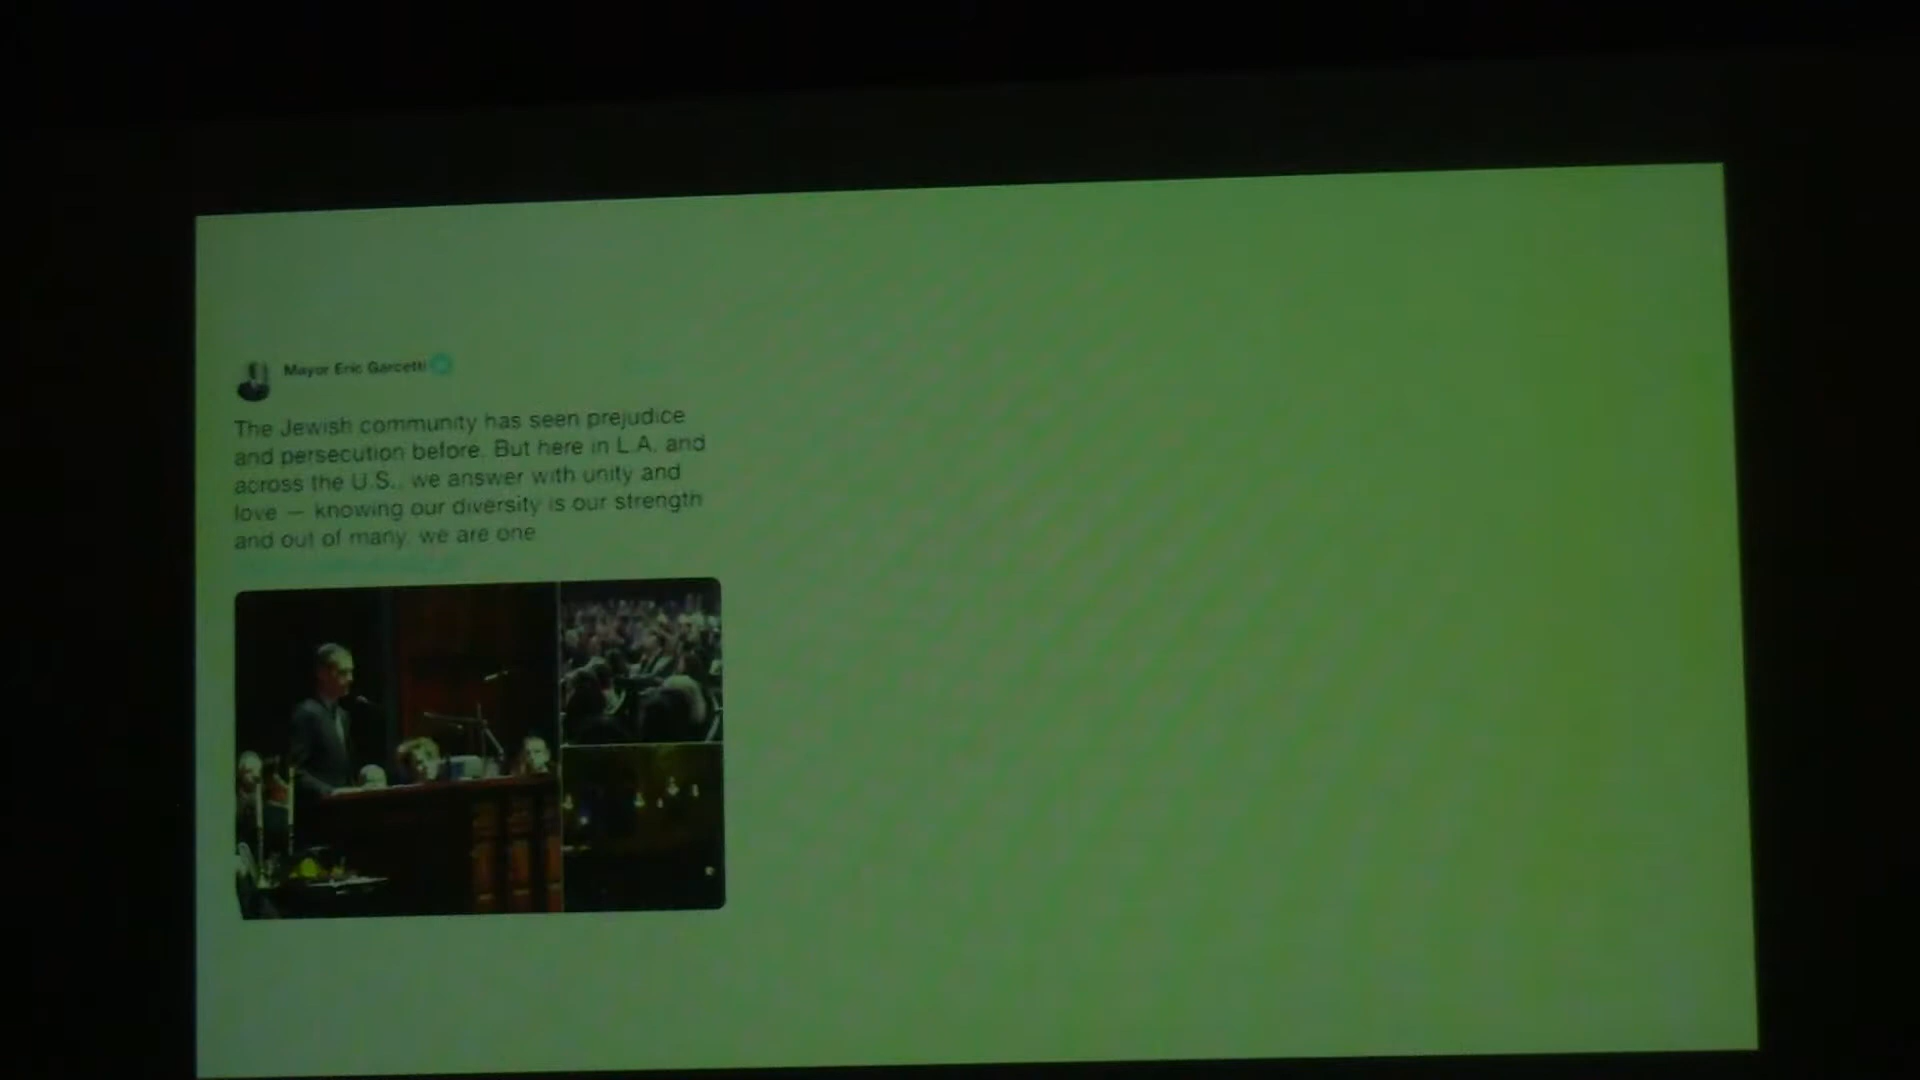 Mayor Eric Garcetti
The Jewish community has seen prejudice
and persecution before. But here in L.A. and
across the U.S., we answer with unity and
love — knowing our diversity is our strength
and out of many, we are one